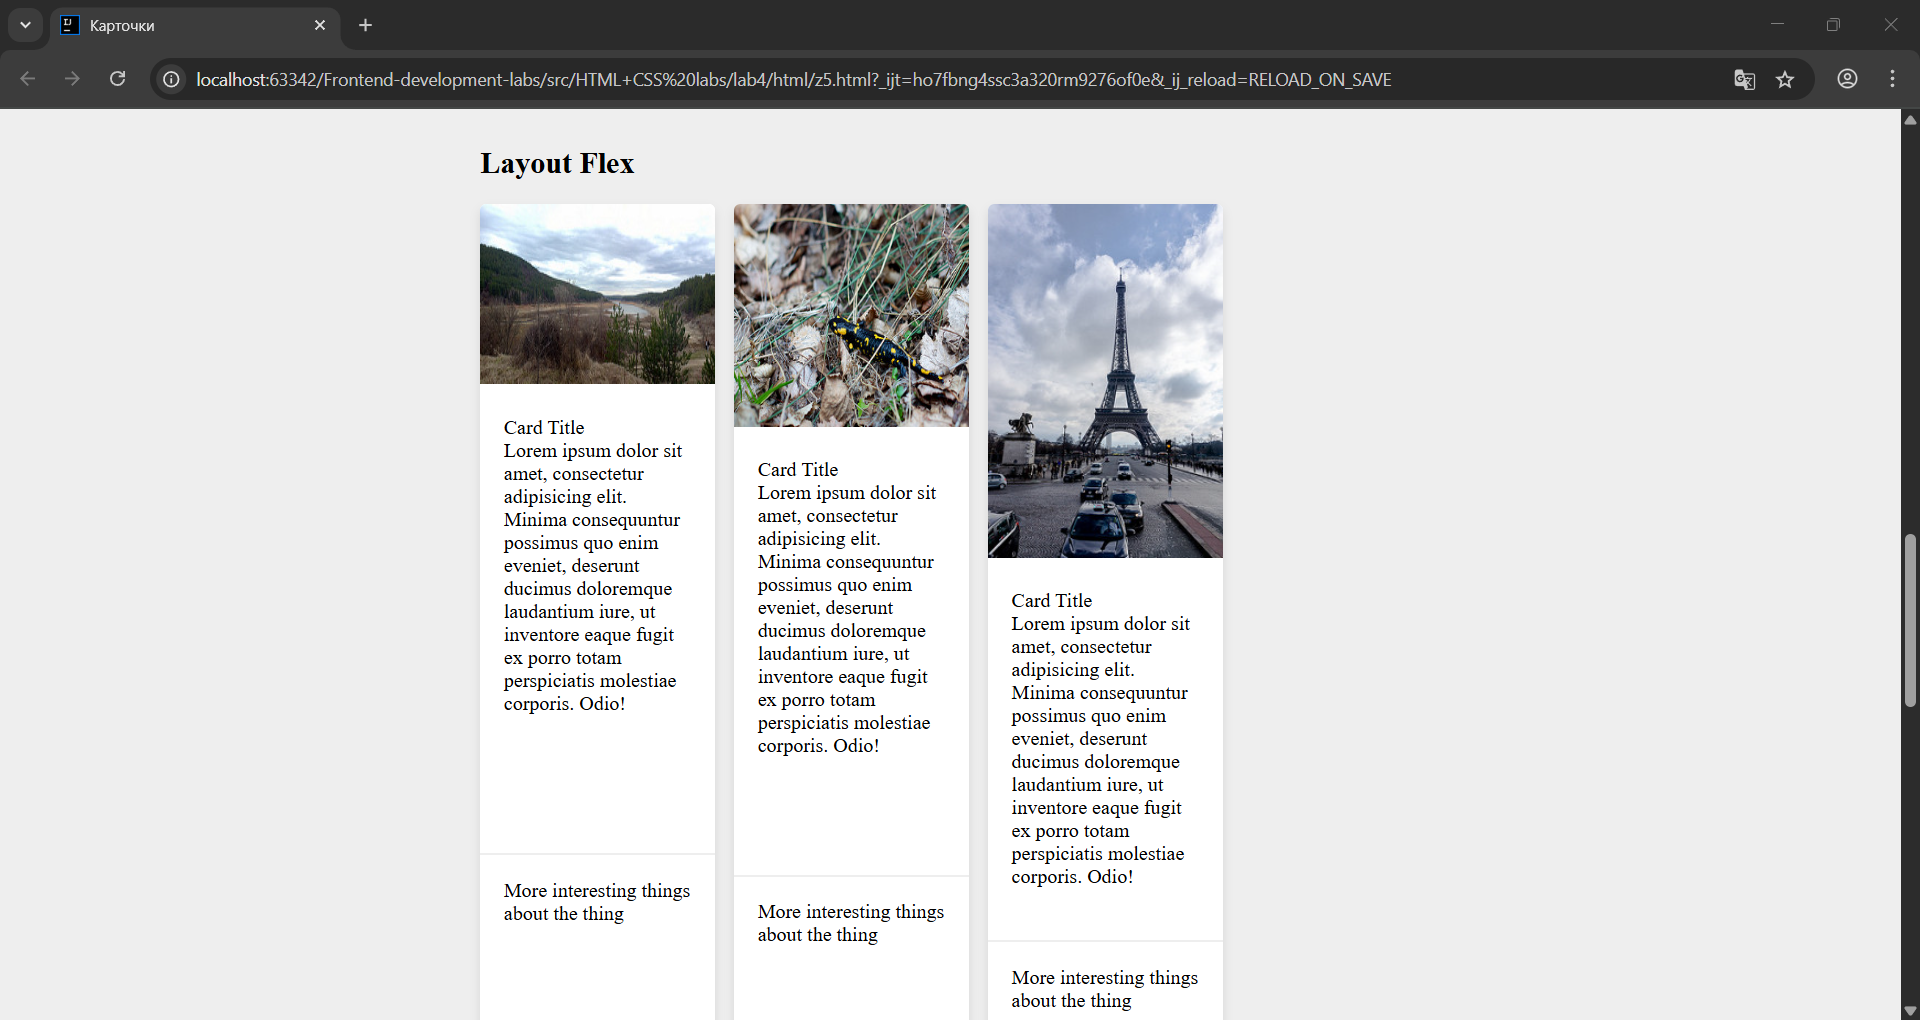 Карточки
localhost:63342/Frontend-development-labs/src/HTML+CSS%20labs/lab4/html/z5.html?_ijt=ho7fbng4ssc3a320rm9276of0e&_ij_reload=RELOAD_ON_SAVE
Layout Flex
Card Title
Lorem ipsum dolor sit
amet, consectetur
adipisicing elit.
Minima consequuntur
possimus quo enim
eveniet, deserunt
ducimus doloremque
laudantium iure, ut
inventore eaque fugit
ex porro totam
perspiciatis molestiae
corporis. Odio!
More interesting things
about the thing
Card Title
Lorem ipsum dolor sit
amet, consectetur
adipisicing elit.
Minima consequuntur
possimus quo enim
eveniet, deserunt
ducimus doloremque
laudantium iure, ut
inventore eaque fugit
ex porro totam
perspiciatis molestiae
corporis. Odio!
More interesting things
about the thing
Card Title
Lorem ipsum dolor sit
amet, consectetur
adipisicing elit.
Minima consequuntur
possimus quo enim
eveniet, deserunt
ducimus doloremque
laudantium iure, ut
inventore eaque fugit
ex porro totam
perspiciatis molestiae
corporis. Odio!
More interesting things
about the thing